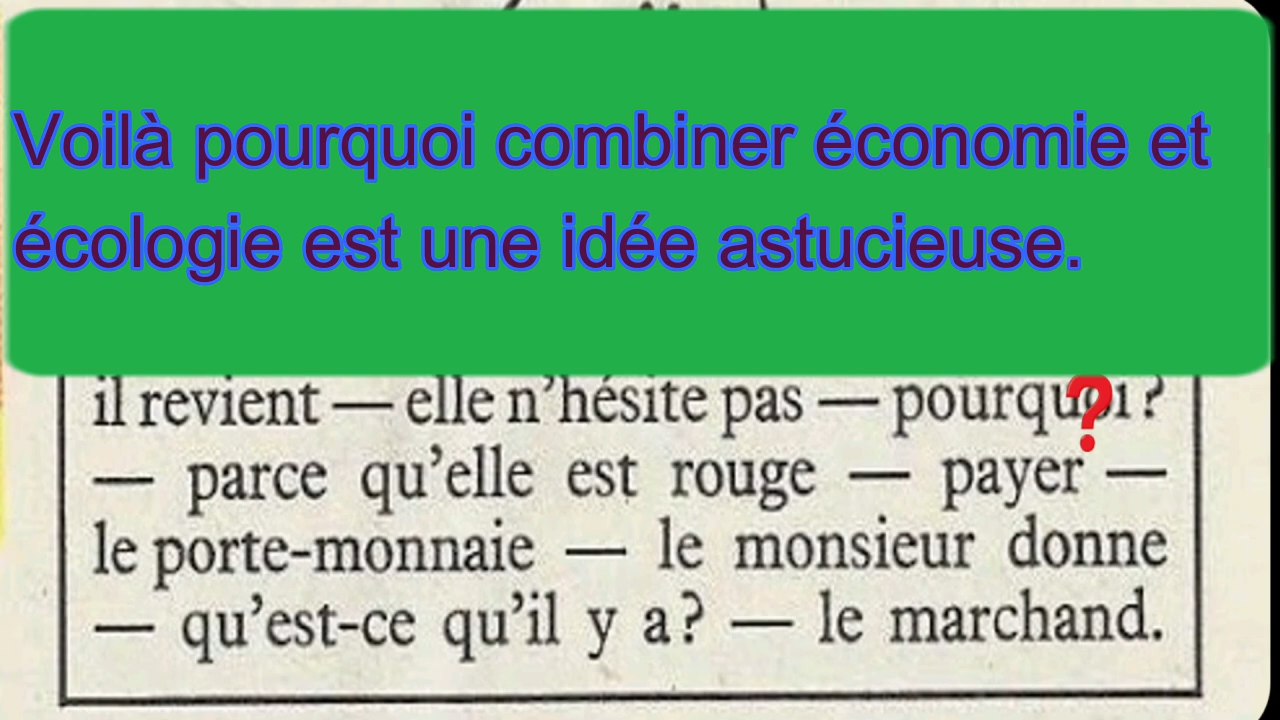 Voilà pourquoi combiner économie et
écologie est une idée astucieuse.
il revient — elle n'hésite pas — pourquoi ?
— parce qu'elle est rouge — payer —
le porte-monnaie — le monsieur donne
— qu'est-ce qu'il y a ? — le marchand.